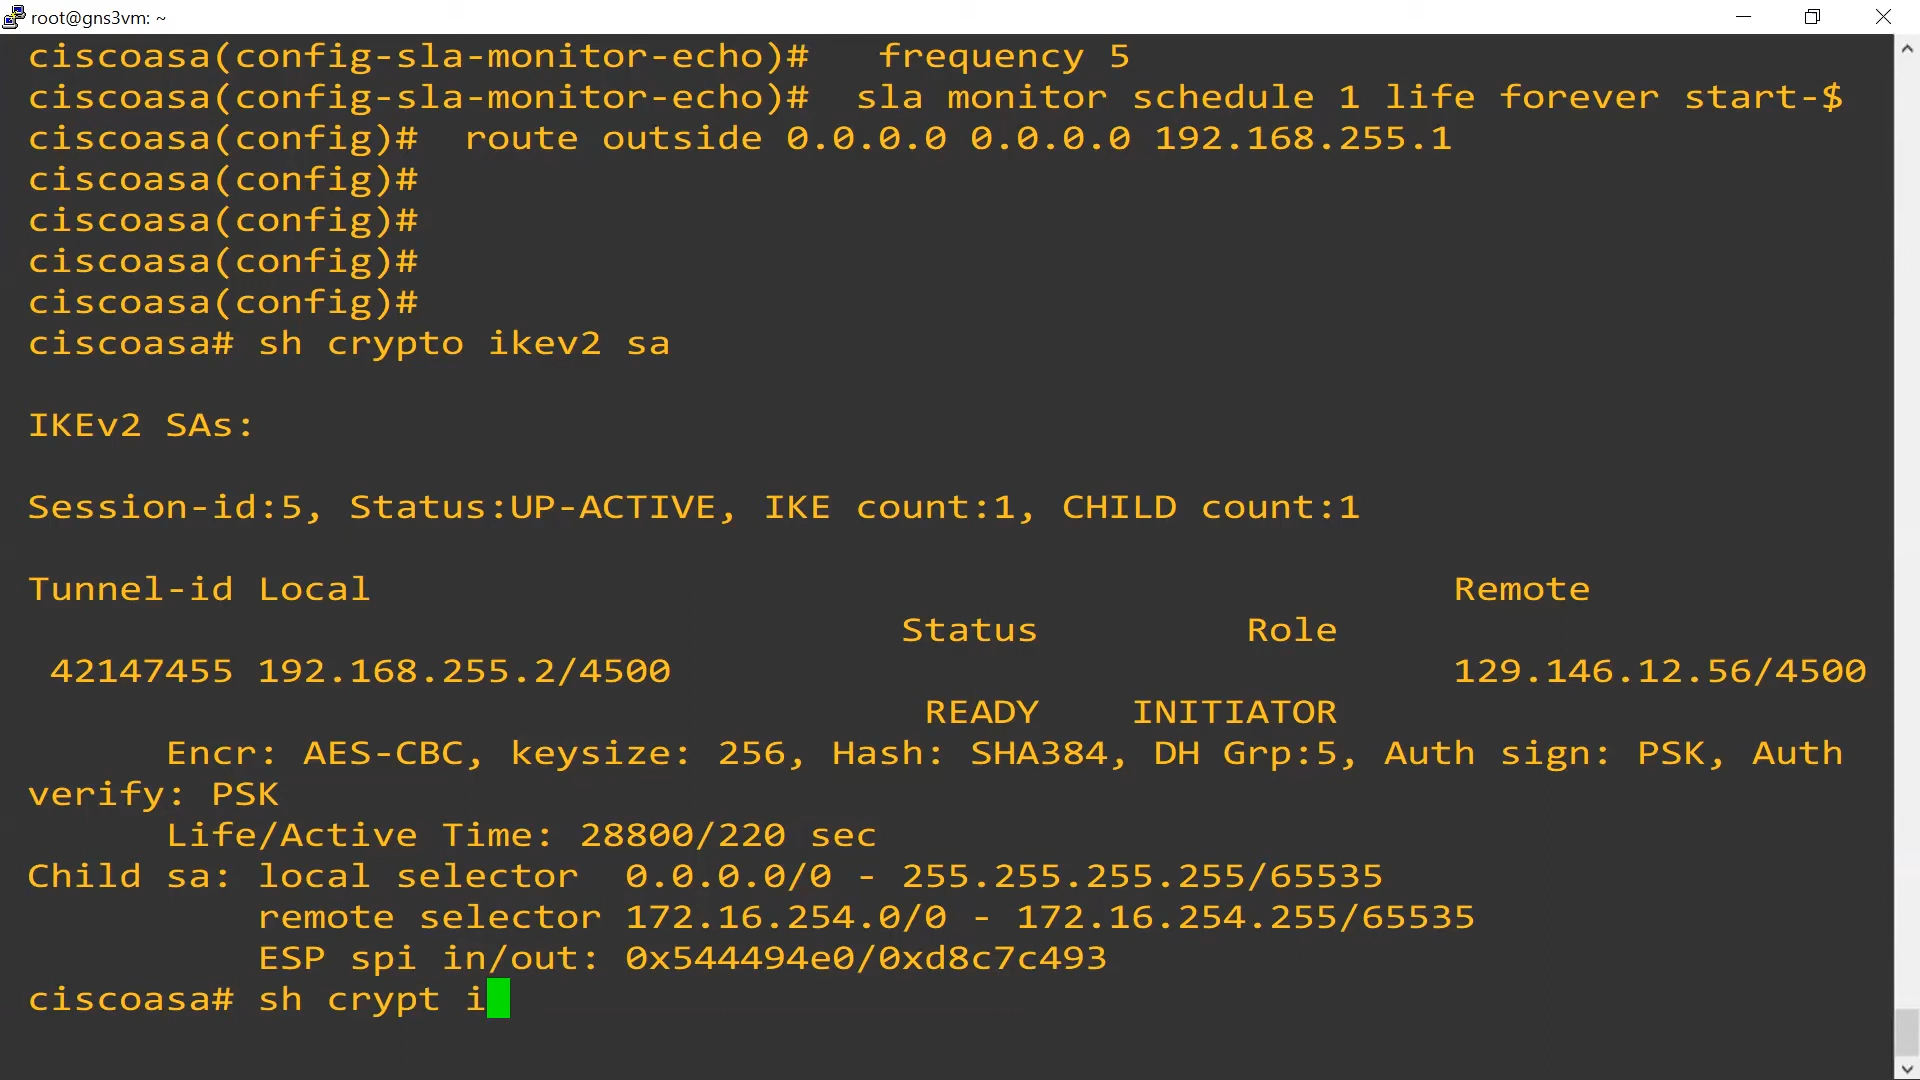 root@gns3vm: ~
ciscoasa(config-sla-monitor-echo)#   frequency 5
ciscoasa(config-sla-monitor-echo)#  sla monitor schedule 1 life forever start-$
ciscoasa(config)#  route outside 0.0.0.0 0.0.0.0 192.168.255.1
ciscoasa(config)#
ciscoasa(config)#
ciscoasa(config)#
ciscoasa(config)#
ciscoasa# sh crypto ikev2 sa
IKEv2 SAs:
Session-id:5, Status:UP-ACTIVE, IKE count:1, CHILD count:1
Tunnel-id Local                                               Remote
                                      Status         Role
 42147455 192.168.255.2/4500                                  129.146.12.56/4500
                                       READY    INITIATOR
      Encr: AES-CBC, keysize: 256, Hash: SHA384, DH Grp:5, Auth sign: PSK, Auth
verify: PSK
      Life/Active Time: 28800/220 sec
Child sa: local selector  0.0.0.0/0 - 255.255.255.255/65535
          remote selector 172.16.254.0/0 - 172.16.254.255/65535
          ESP spi in/out: 0x544494e0/0xd8c7c493
ciscoasa# sh crypt i